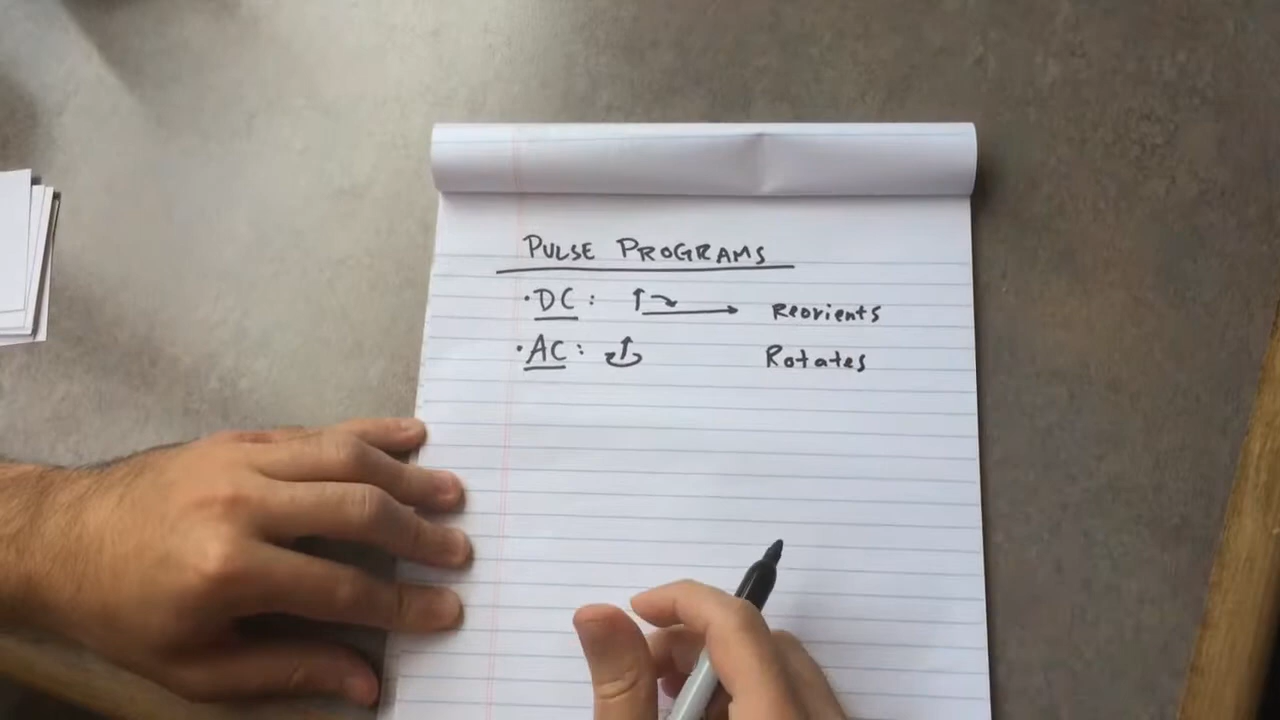 PULSE PROGRAMS
• DC: Reorients
• AC: Rotates